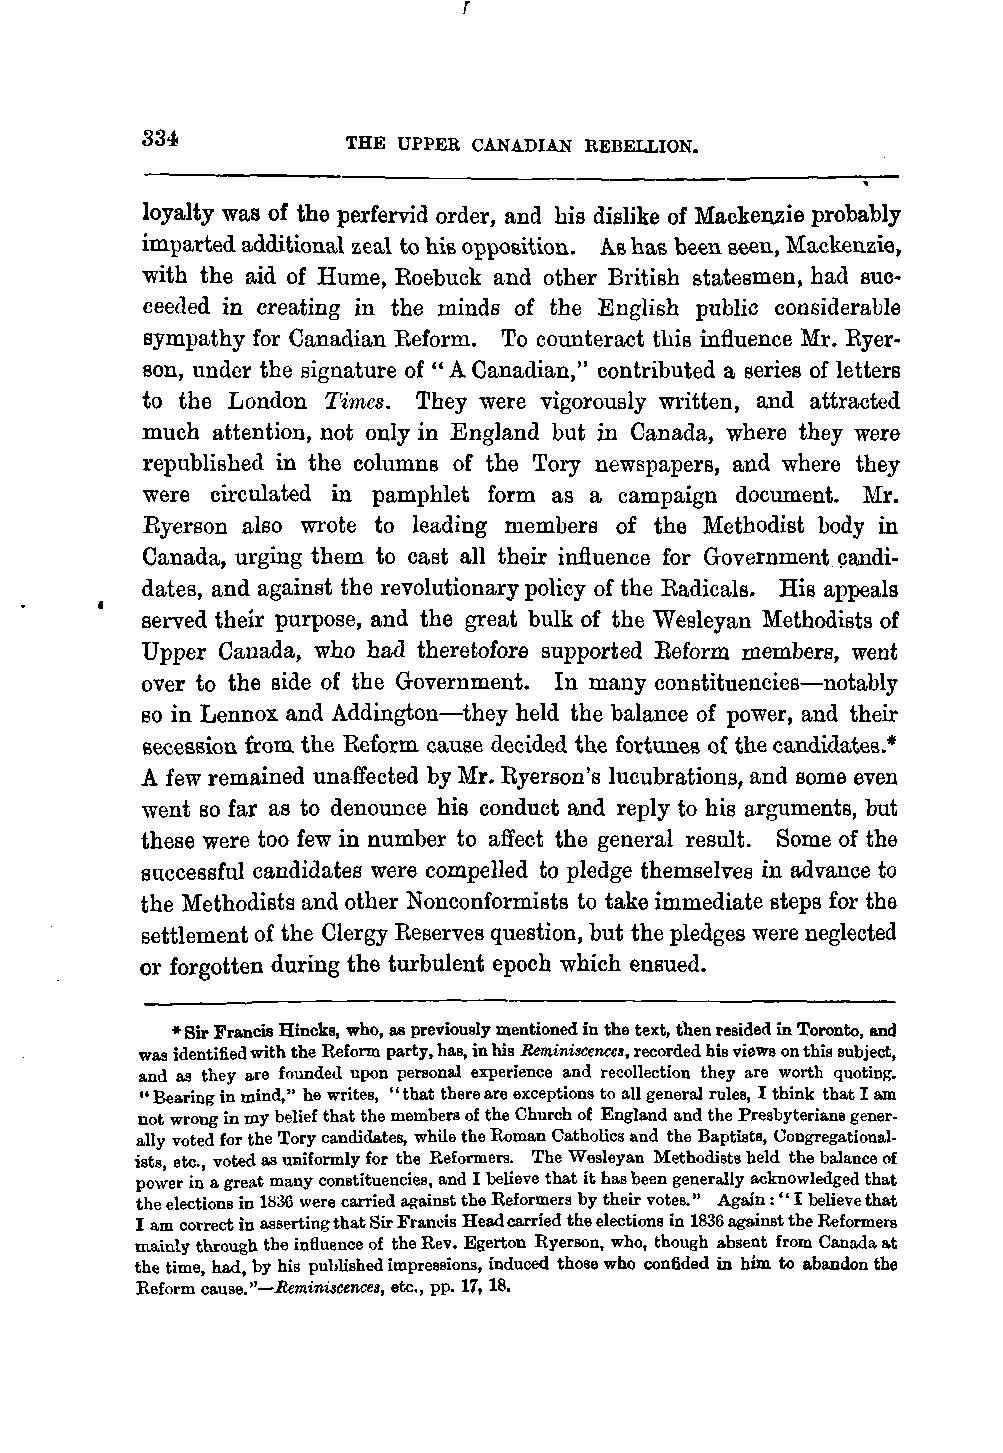 334 THE UPPER CANADIAN REBELLION.
loyalty was of the perfervid order, and his dislike of Mackenzie probably
imparted additional zeal to his opposition. As has been seen, Mackenzie,
with the aid of Hume, Roebuck and other British statesmen, had suc-
ceeded in creating in the minds of the English public considerable
sympathy for Canadian Reform. To counteract this influence Mr. Ryer-
son, under the signature of "A Canadian," contributed a series of letters
to the London Times. They were vigorously written, and attracted
much attention, not only in England but in Canada, where they were
republished in the columns of the Tory newspapers, and where they
were circulated in pamphlet form as a campaign document. Mr.
Ryerson also wrote to leading members of the Methodist body in
Canada, urging them to cast all their influence for Government candi-
dates, and against the revolutionary policy of the Radicals. His appeals
served their purpose, and the great bulk of the Wesleyan Methodists of
Upper Canada, who had theretofore supported Reform members, went
over to the side of the Government. In many constituencies—notably
so in Lennox and Addington—they held the balance of power, and their
secession from the Reform cause decided the fortunes of the candidates.*
A few remained unaffected by Mr. Ryerson's lucubrations, and some even
went so far as to denounce his conduct and reply to his arguments, but
these were too few in number to affect the general result. Some of the
successful candidates were compelled to pledge themselves in advance to
the Methodists and other Nonconformists to take immediate steps for the
settlement of the Clergy Reserves question, but the pledges were neglected
or forgotten during the turbulent epoch which ensued.
* Sir Francis Hincks, who, as previously mentioned in the text, then resided in Toronto, and
was identified with the Reform party, has, in his Reminiscences, recorded his views on this subject,
and as they are founded upon personal experience and recollection they are worth quoting.
"Bearing in mind," he writes, "that there are exceptions to all general rules, I think that I am
not wrong in my belief that the members of the Church of England and the Presbyterians gener-
ally voted for the Tory candidates, while the Roman Catholics and the Baptists, Congregational-
ists, etc., voted as uniformly for the Reformers. The Wesleyan Methodists held the balance of
power in a great many constituencies, and I believe that it has been generally acknowledged that
the elections in 1836 were carried against the Reformers by their votes." Again: "I believe that
I am correct in asserting that Sir Francis Head carried the elections in 1836 against the Reformers
mainly through the influence of the Rev. Egerton Ryerson, who, though absent from Canada at
the time, had, by his published impressions, induced those who confided in him to abandon the
Reform cause."—Reminiscences, etc., pp. 17, 18.